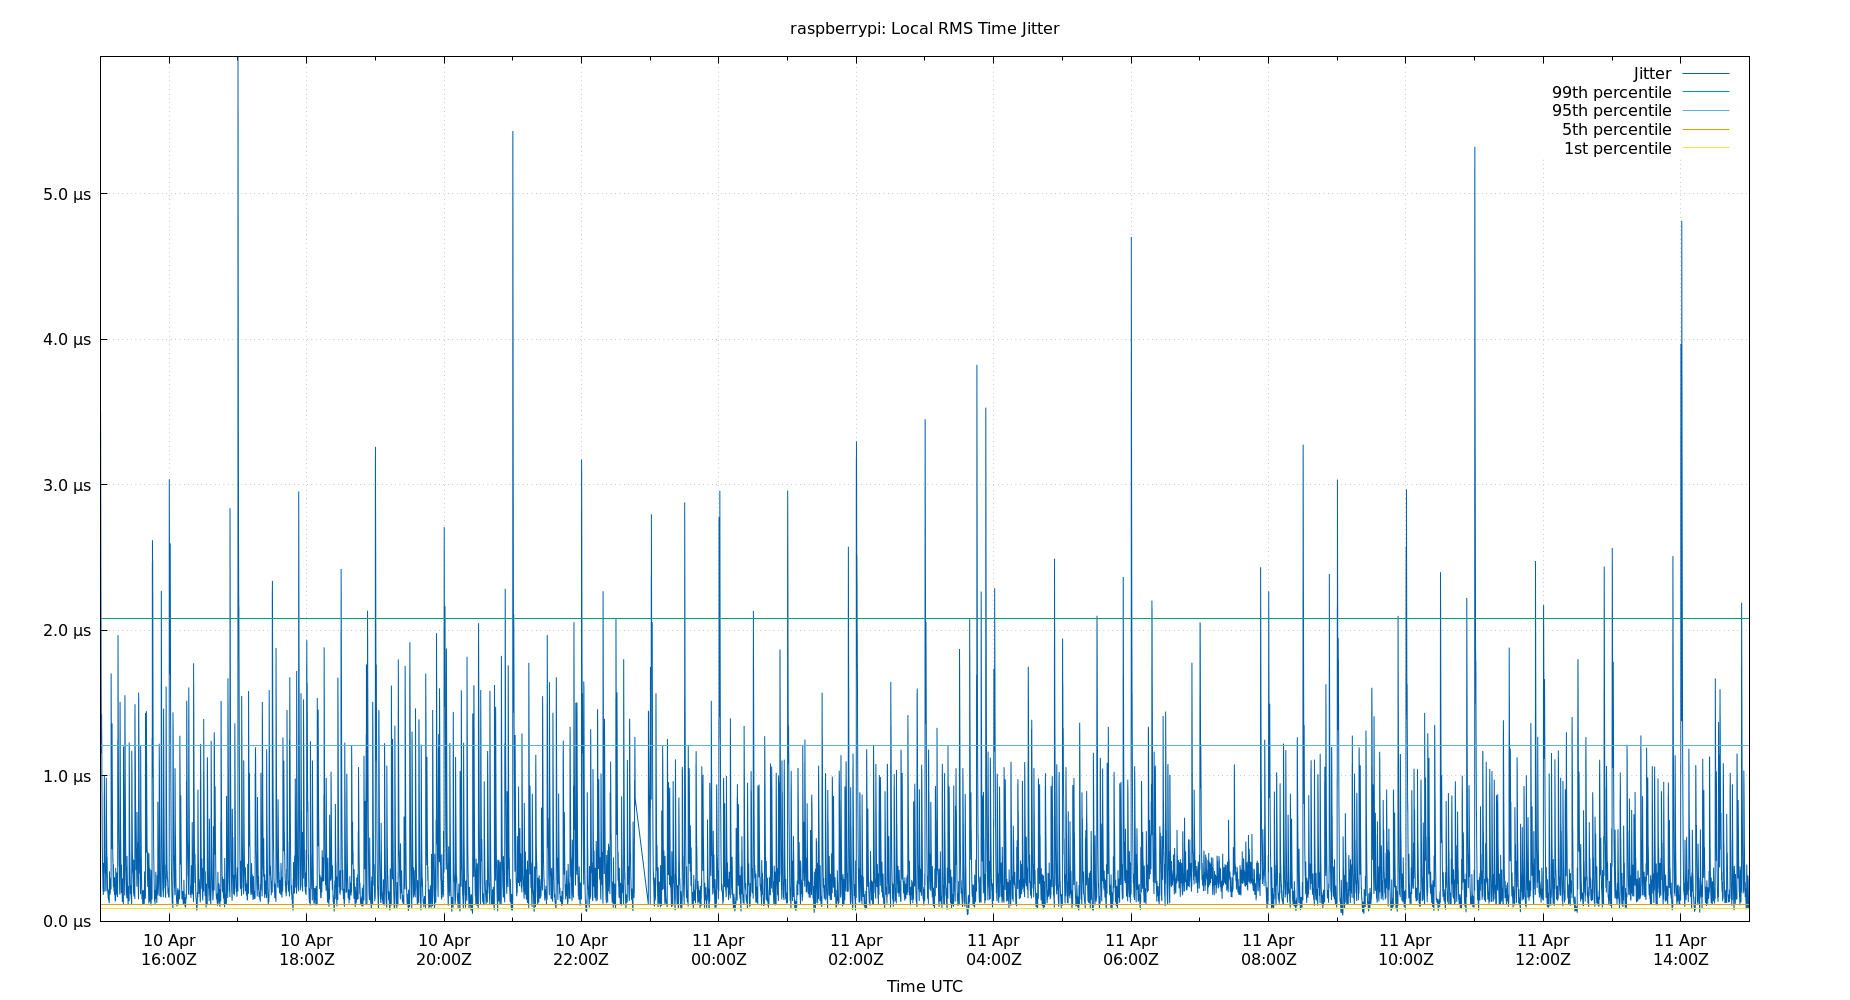 raspberrypi: Local RMS Time Jitter
Jitter
99th percentile
95th percentile
5th percentile
1st percentile
5.0 µs
4.0 µs
3.0 µs
2.0 µs
1.0 µs
0.0 µs
10 Apr 10 Apr 10 Apr 10 Apr 11 Apr 11 Apr 11 Apr 11 Apr 11 Apr 11 Apr 11 Apr 11 Apr
16:00Z 18:00Z 20:00Z 22:00Z 00:00Z 02:00Z 04:00Z 06:00Z 08:00Z 10:00Z 12:00Z 14:00Z
Time UTC